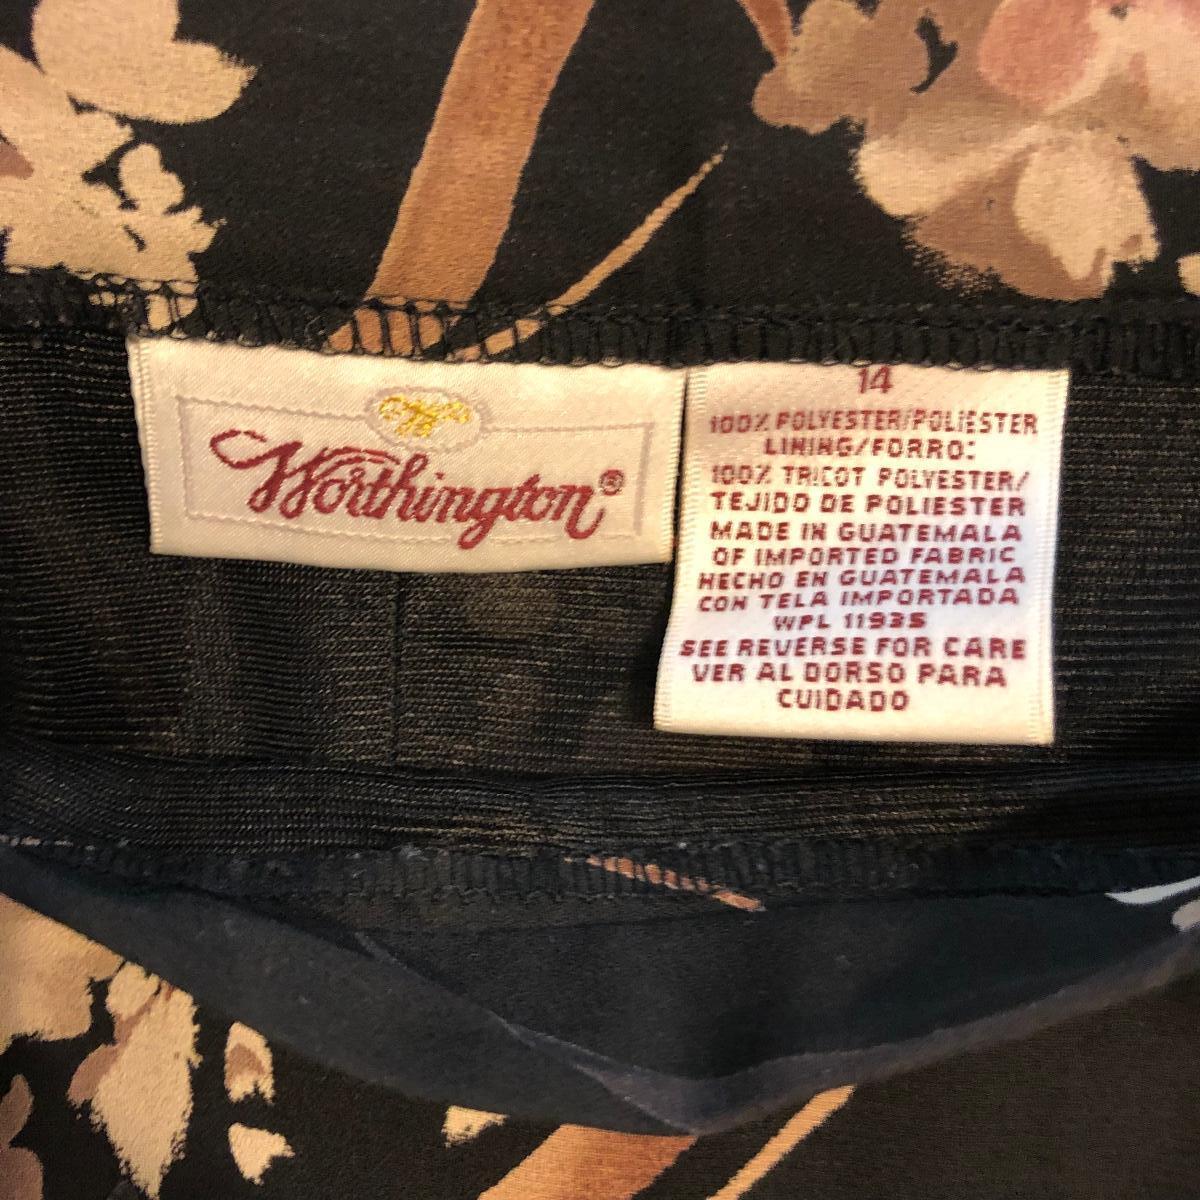 Worthington®
14
100% POLYESTER/POLIESTER
LINING/FORRO:
100% TRICOT POLYESTER/
TEJIDO DE POLIESTER
MADE IN GUATEMALA
OF IMPORTED FABRIC
HECHO EN GUATEMALA
CON TELA IMPORTADA
WPL 11935
SEE REVERSE FOR CARE
VER AL DORSO PARA
CUIDADO